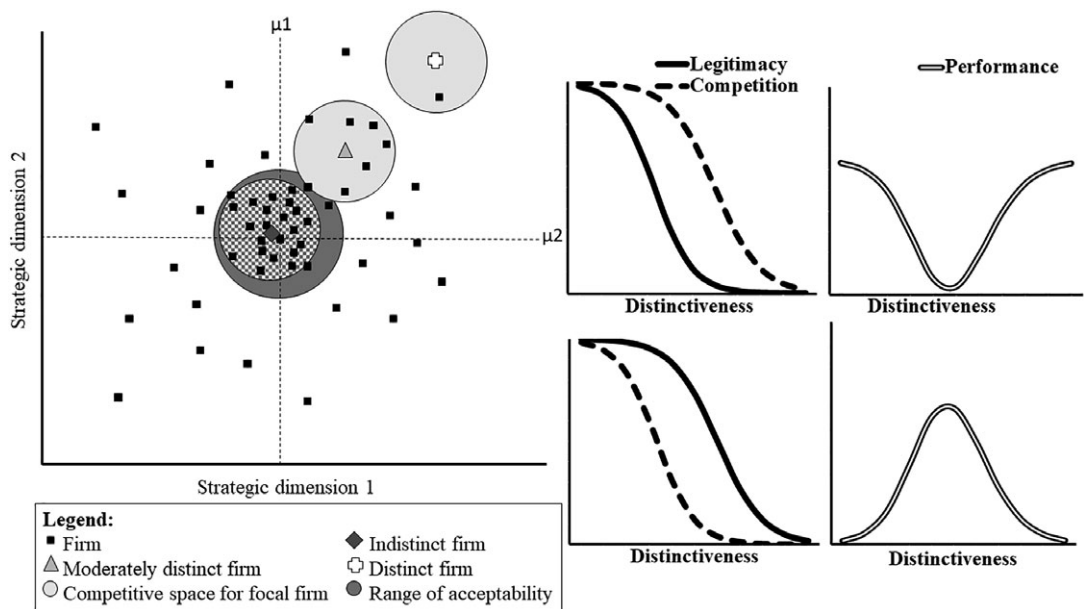 μ1
μ2
Strategic dimension 2
Strategic dimension 1
Legend:
Firm
Indistinct firm
Moderately distinct firm
Distinct firm
Competitive space for focal firm
Range of acceptability
Legitimacy
Competition
Distinctiveness
Performance
Distinctiveness
Distinctiveness
Distinctiveness